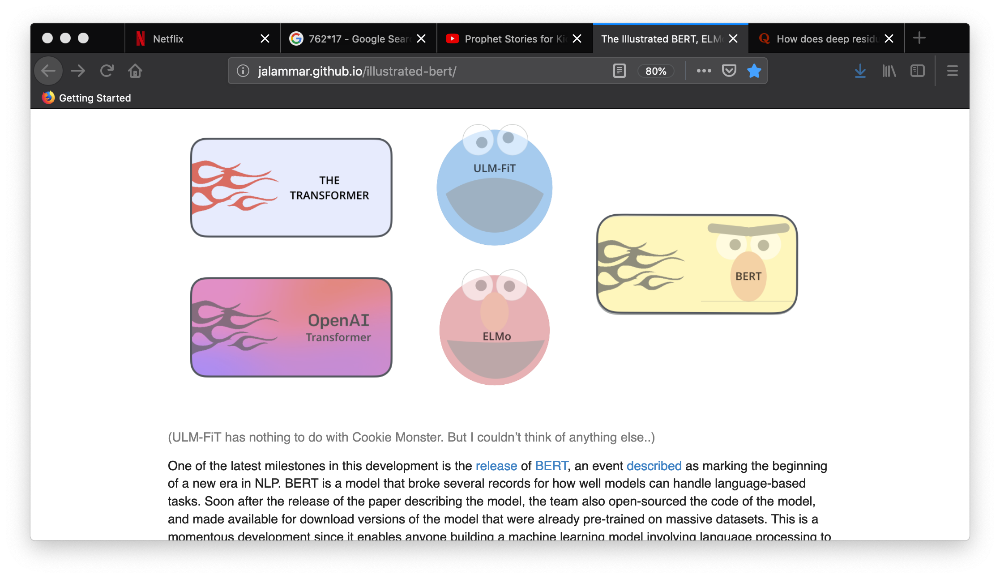 Netflix
762*17 - Google Sear
Prophet Stories for Ki
The Illustrated BERT, ELM
How does deep resid
jalammar.github.io/illustrated-bert/
80%
Getting Started
THE
TRANSFORMER
ULM-FiT
BERT
OpenAI
Transformer
ELMo
(ULM-FiT has nothing to do with Cookie Monster. But I couldn’t think of anything else..)
One of the latest milestones in this development is the release of BERT, an event described as marking the beginning
of a new era in NLP. BERT is a model that broke several records for how well models can handle language-based
tasks. Soon after the release of the paper describing the model, the team also open-sourced the code of the model,
and made available for download versions of the model that were already pre-trained on massive datasets. This is a
momentous development since it enables anyone building a machine learning model involving language processing to